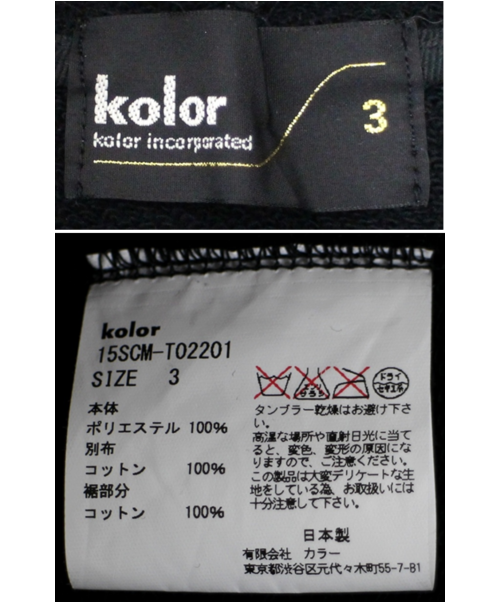 kolor
kolor incorporated
3
kolor
15SCM-T02201
SIZE 3
本体
ポリエステル 100%
別布
コットン 100%
裾部分
コットン 100%
エンソ
サラシ
ドライ
セキユ系
タンブラー乾燥はお避け下さ
い。
高温な場所や直射日光に当て
ると、変色、変形の原因にな
りますので、ご注意ください。
この製品は大変デリケートな生
地をしている為、お取扱いには
十分注意して下さい。
日本製
有限会社 カラー
東京都渋谷区元代々木町55-7-B1